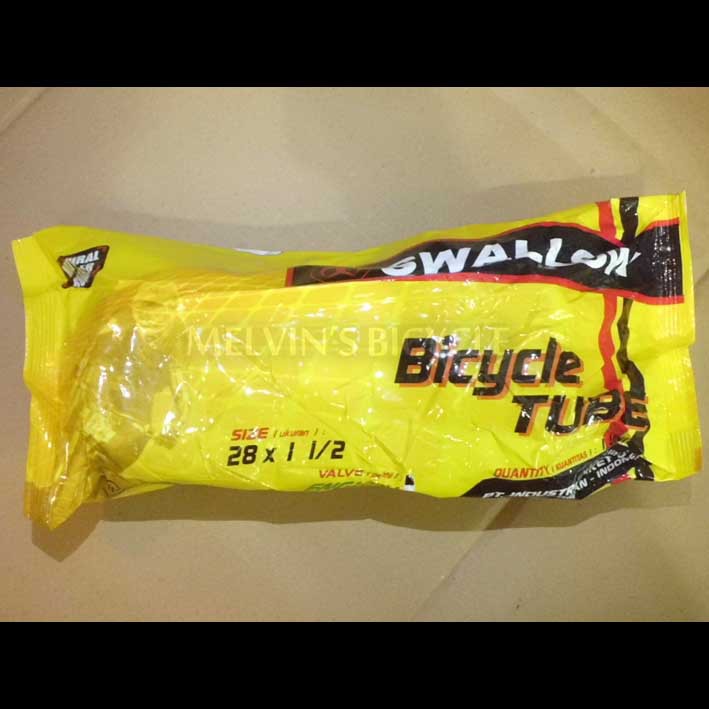 SWALLOW
MELVIN'S BICYCLE
Bicycle
TUBE
SIZE ( ukuran ) :
28 x 1 1/2
VALVE
QUANTITY ( KUANTITAS ) :
PT. INDUSTRI